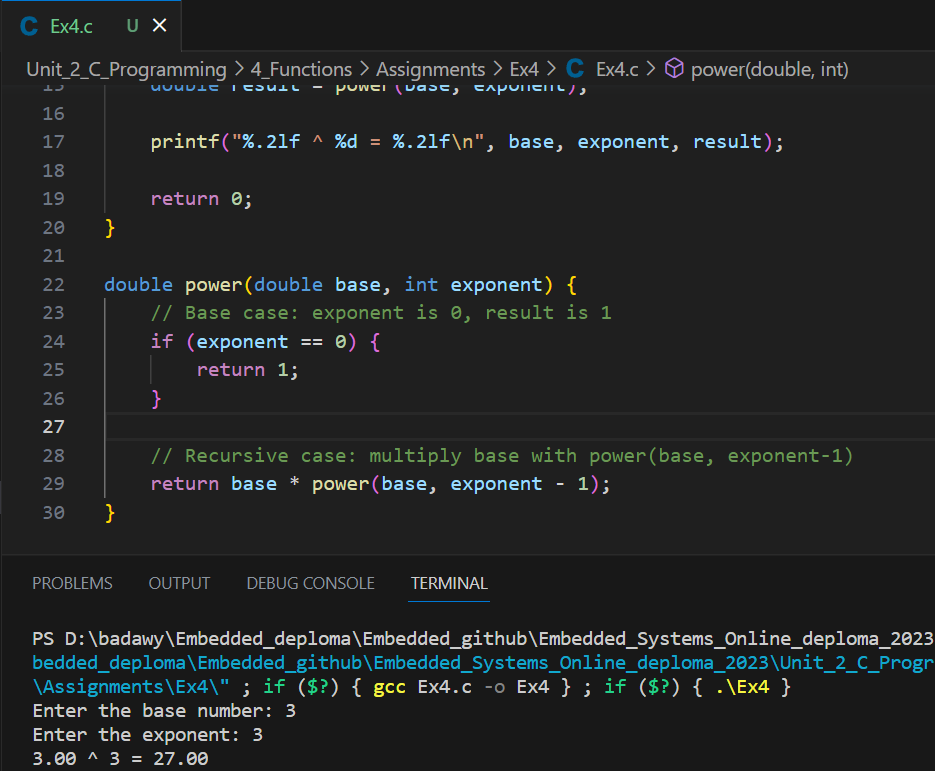 Ex4.c U
Unit_2_C_Programming > 4_Functions > Assignments > Ex4 > C Ex4.c > power(double, int)
15 double result = power(base, exponent);
16
17 printf("%.2lf ^ %d = %.2lf\n", base, exponent, result);
18
19 return 0;
20 }
21
22 double power(double base, int exponent) {
23 // Base case: exponent is 0, result is 1
24 if (exponent == 0) {
25 return 1;
26 }
27
28 // Recursive case: multiply base with power(base, exponent-1)
29 return base * power(base, exponent - 1);
30 }
PROBLEMS OUTPUT DEBUG CONSOLE TERMINAL
PS D:\badawy\Embedded_deploma\Embedded_github\Embedded_Systems_Online_deploma_2023
bedded_deploma\Embedded_github\Embedded_Systems_Online_deploma_2023\Unit_2_C_Progr
\Assignments\Ex4\" ; if ($?) { gcc Ex4.c -o Ex4 } ; if ($?) { .\Ex4 }
Enter the base number: 3
Enter the exponent: 3
3.00 ^ 3 = 27.00